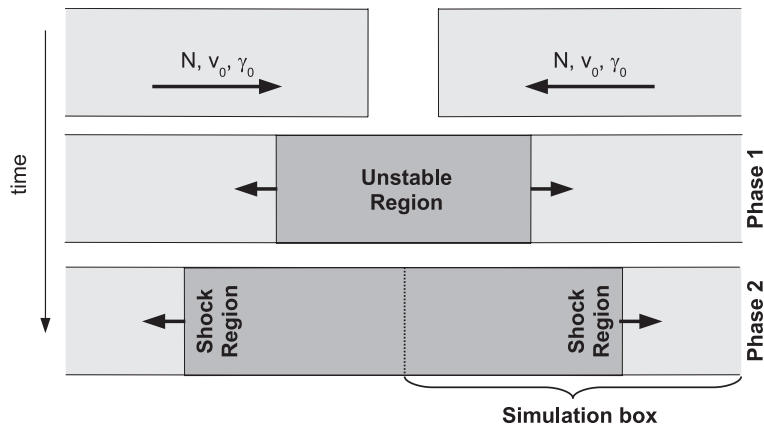 N, v₀, γ₀
N, v₀, γ₀
time
Unstable
Region
Phase 1
Shock
Region
Shock
Region
Phase 2
Simulation box